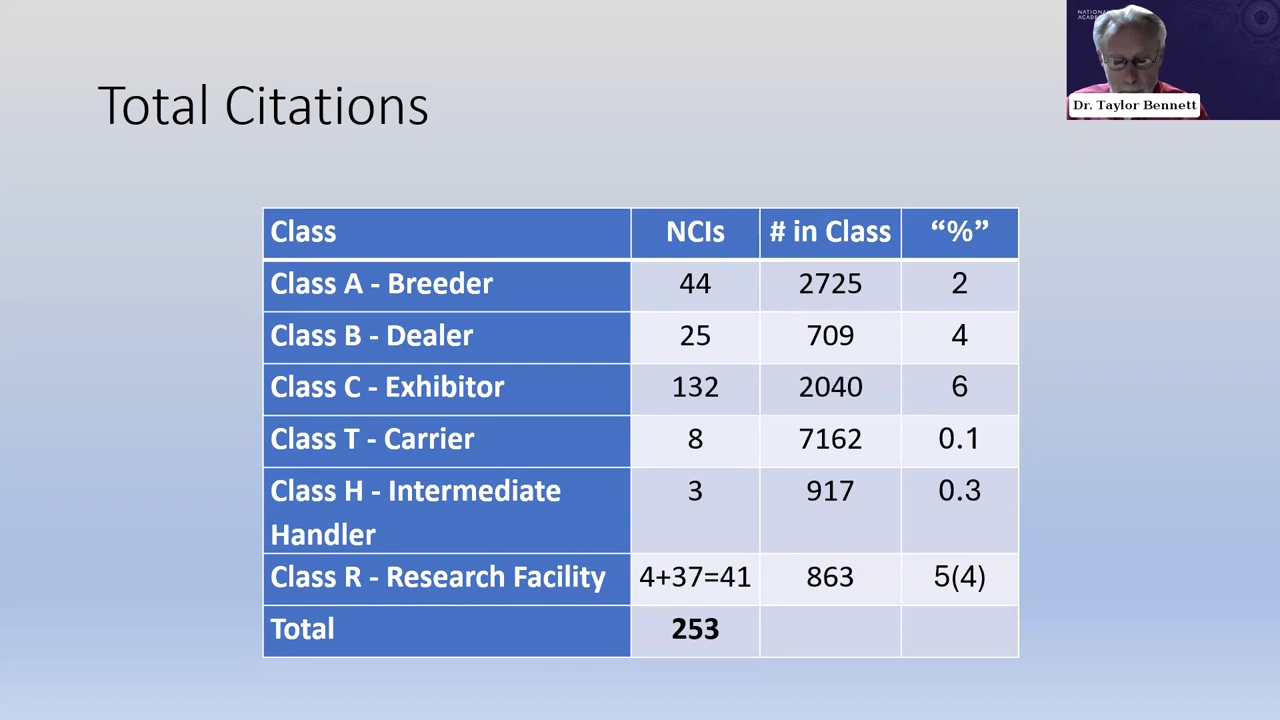 NATIONAL
ACADE
Dr. Taylor Bennett
Total Citations
Class NCIs # in Class “%”
Class A - Breeder 44 2725 2
Class B - Dealer 25 709 4
Class C - Exhibitor 132 2040 6
Class T - Carrier 8 7162 0.1
Class H - Intermediate 3 917 0.3
Handler
Class R - Research Facility 4+37=41 863 5(4)
Total 253